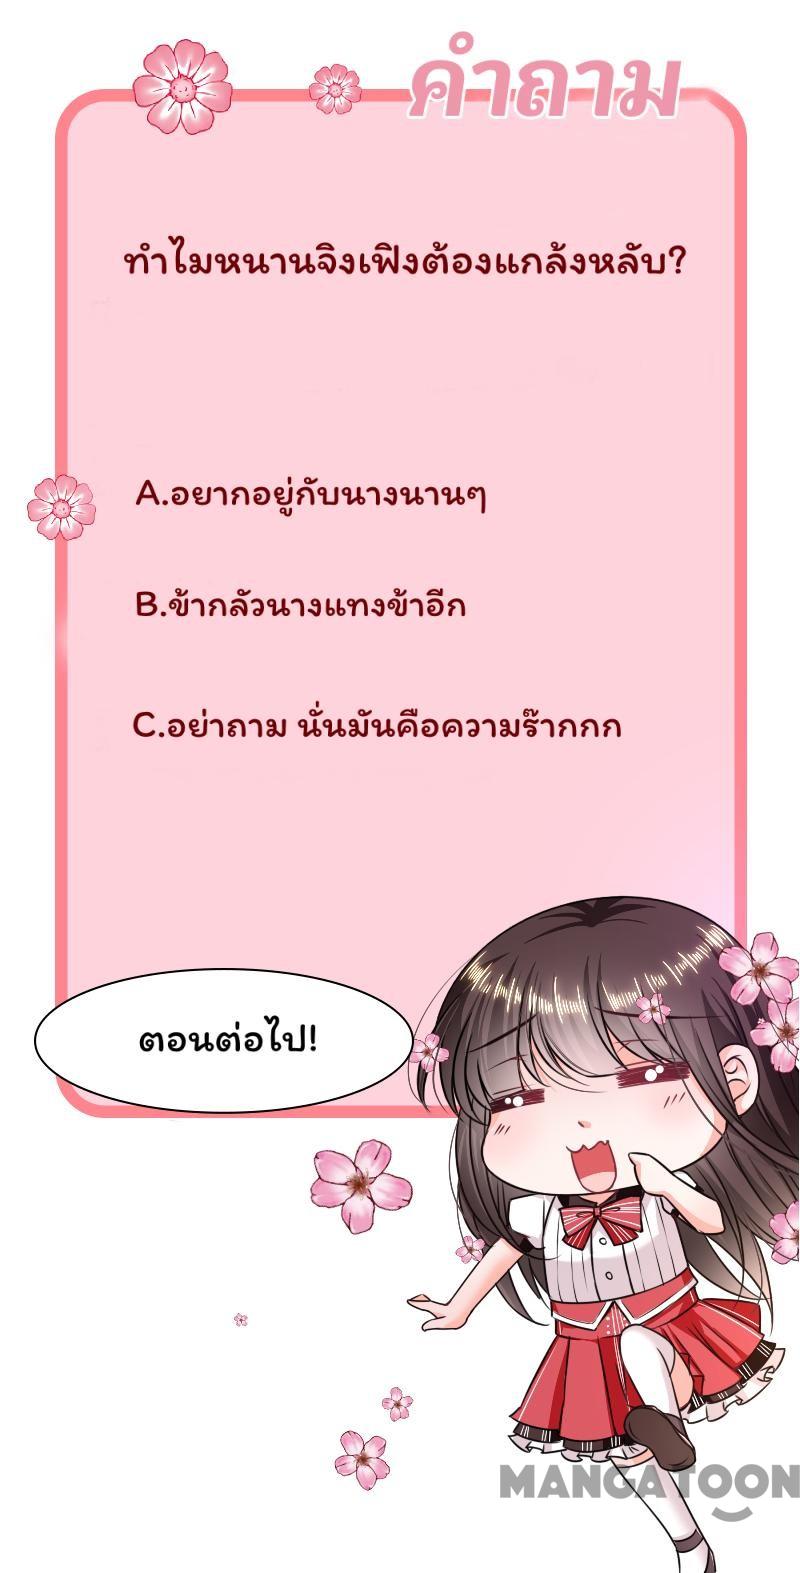 คำถาม
ทำไมหนานจิงเฟิงต้องแกล้งหลับ?
A.อยากอยู่กับนางนานๆ
B.ข้ากลัวนางแทงข้าอีก
C.อย่าถาม นั่นมันคือความร๊ากกก
ตอนต่อไป!
MANGATOON